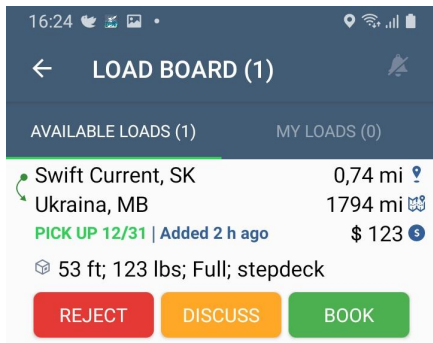 16:24
LOAD BOARD (1)
AVAILABLE LOADS (1) MY LOADS (0)
Swift Current, SK 0,74 mi
Ukraina, MB 1794 mi
PICK UP 12/31 | Added 2 h ago $ 123 S
53 ft; 123 lbs; Full; stepdeck
REJECT DISCUSS BOOK